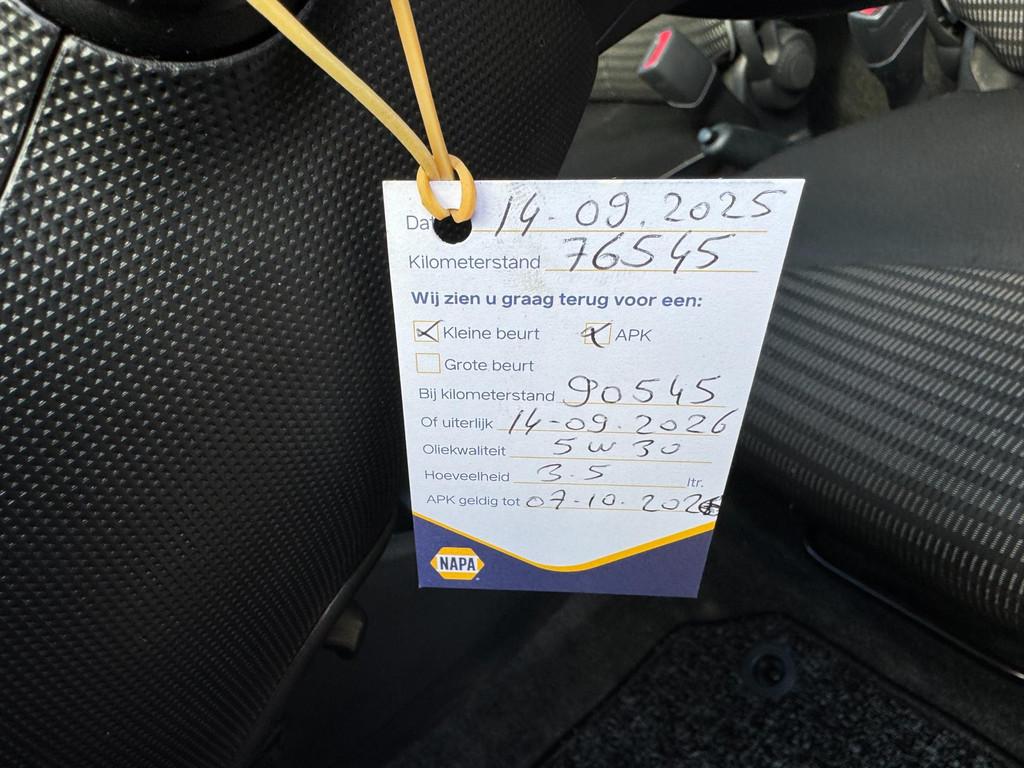 Dat 14-09.2025
Kilometerstand 76545
Wij zien u graag terug voor een:
Kleine beurt APK
Grote beurt
Bij kilometerstand 90545
Of uiterlijk 14-09.2026
Oliekwaliteit 5w30
Hoeveelheid 3.5 ltr.
APK geldig tot 07-10.2026
NAPA